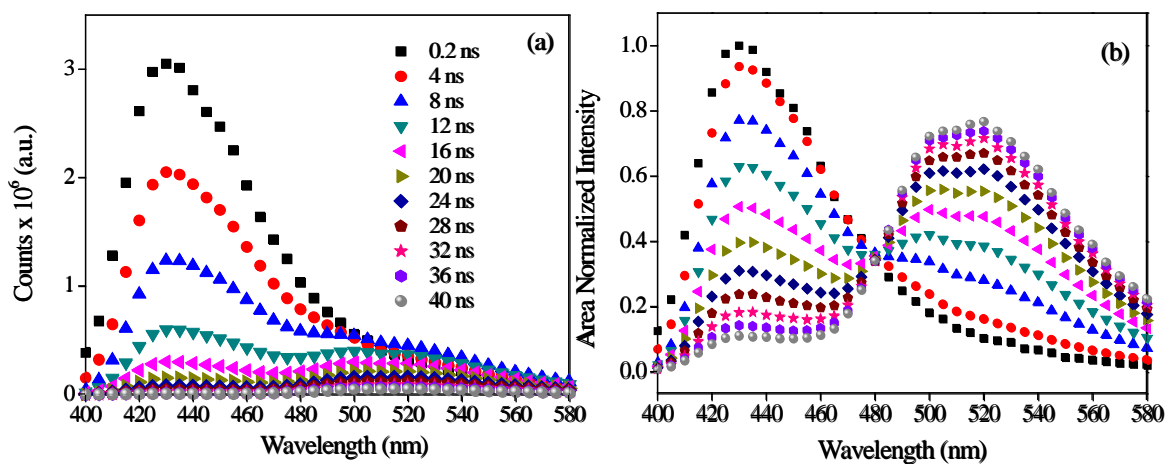 (a)
3
2
1
0
Counts x 10⁶ (a.u.)
0.2 ns
4 ns
8 ns
12 ns
16 ns
20 ns
24 ns
28 ns
32 ns
36 ns
40 ns
400 420 440 460 480 500 520 540 560 580
Wavelength (nm)
(b)
1.0
0.8
0.6
0.4
0.2
0.0
Area Normalized Intensity
400 420 440 460 480 500 520 540 560 580
Wavelength (nm)